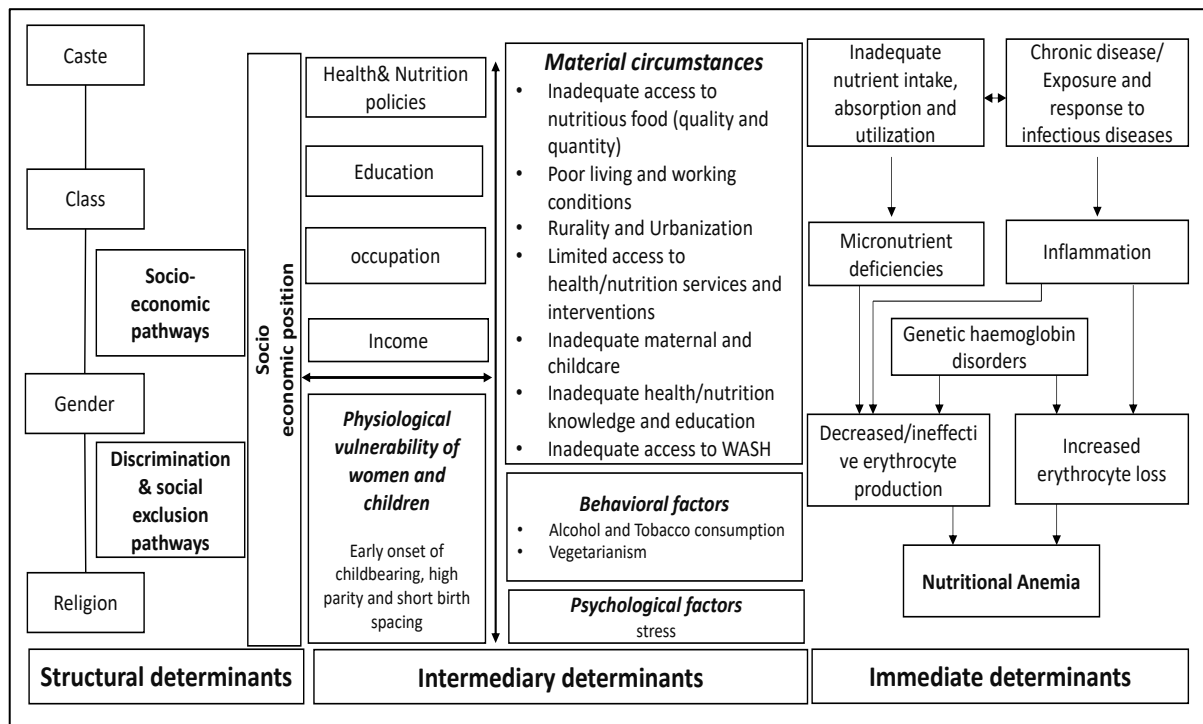 Caste
Class
Socio-
economic
pathways
Gender
Discrimination
& social
exclusion
pathways
Religion
Socio
economic position
Health& Nutrition
policies
Education
occupation
Income
Physiological
vulnerability of
women and
children
Early onset of
childbearing, high
parity and short birth
spacing
Material circumstances
• Inadequate access to
nutritious food (quality and
quantity)
• Poor living and working
conditions
• Rurality and Urbanization
• Limited access to
health/nutrition services and
interventions
• Inadequate maternal and
childcare
• Inadequate health/nutrition
knowledge and education
• Inadequate access to WASH
Behavioral factors
• Alcohol and Tobacco consumption
• Vegetarianism
Psychological factors
stress
Inadequate
nutrient intake,
absorption and
utilization
Chronic disease/
Exposure and
response to
infectious diseases
Micronutrient
deficiencies
Inflammation
Genetic haemoglobin
disorders
Decreased/ineffecti
ve erythrocyte
production
Increased
erythrocyte loss
Nutritional Anemia
Structural determinants
Intermediary determinants
Immediate determinants